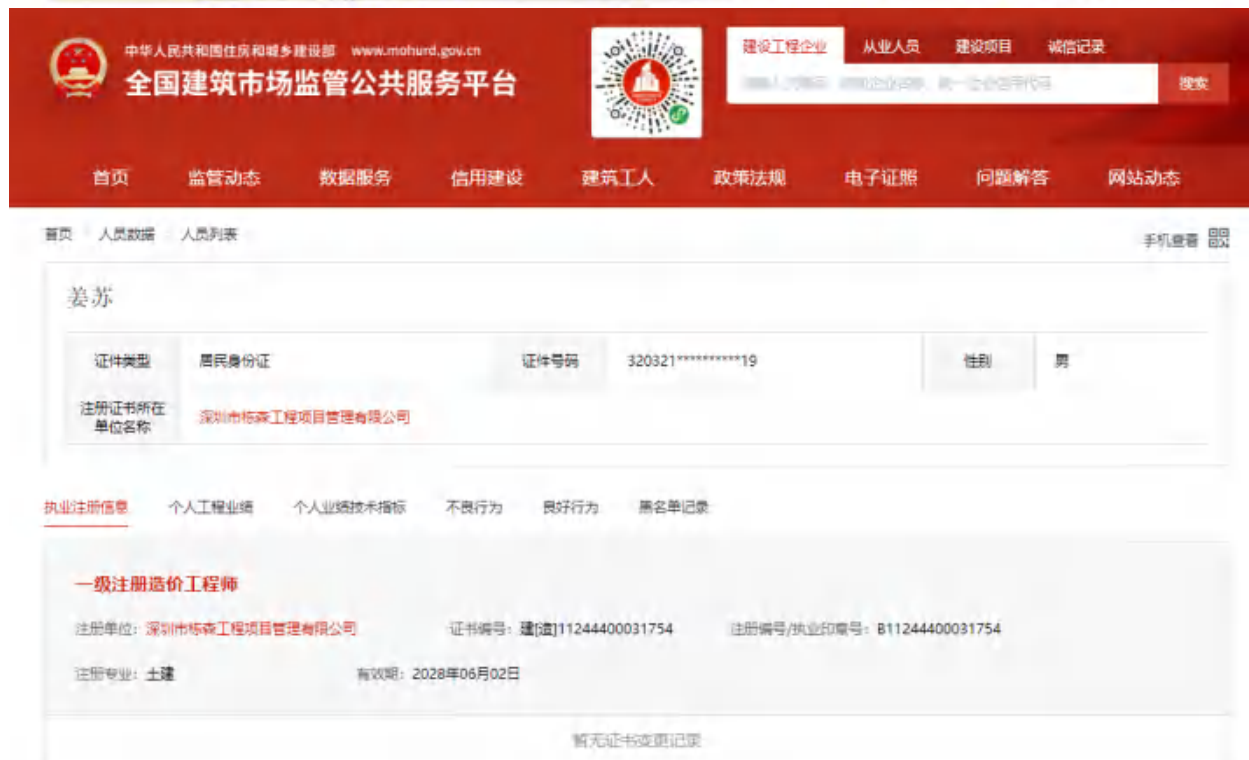 中华人民共和国住房和城乡建设部 www.mohurd.gov.cn
全国建筑市场监管公共服务平台
建设工程企业 从业人员 建设项目 诚信记录
搜索
首页 监管动态 数据服务 信用建设 建筑工人 政策法规 电子证照 问题解答 网站动态
首页 人员数据 人员列表
手机查看
姜苏
证件类型 居民身份证 证件号码 320321**********19 性别 男
注册证书所在
单位名称
深圳市栋森工程项目管理有限公司
执业注册信息 个人工程业绩 个人业绩技术指标 不良行为 良好行为 黑名单记录
一级注册造价工程师
注册单位：深圳市栋森工程项目管理有限公司 证书编号：建[造]11244400031754 注册编号/执业印章号：B11244400031754
注册专业：土建 有效期：2028年06月02日
暂无证书变更记录